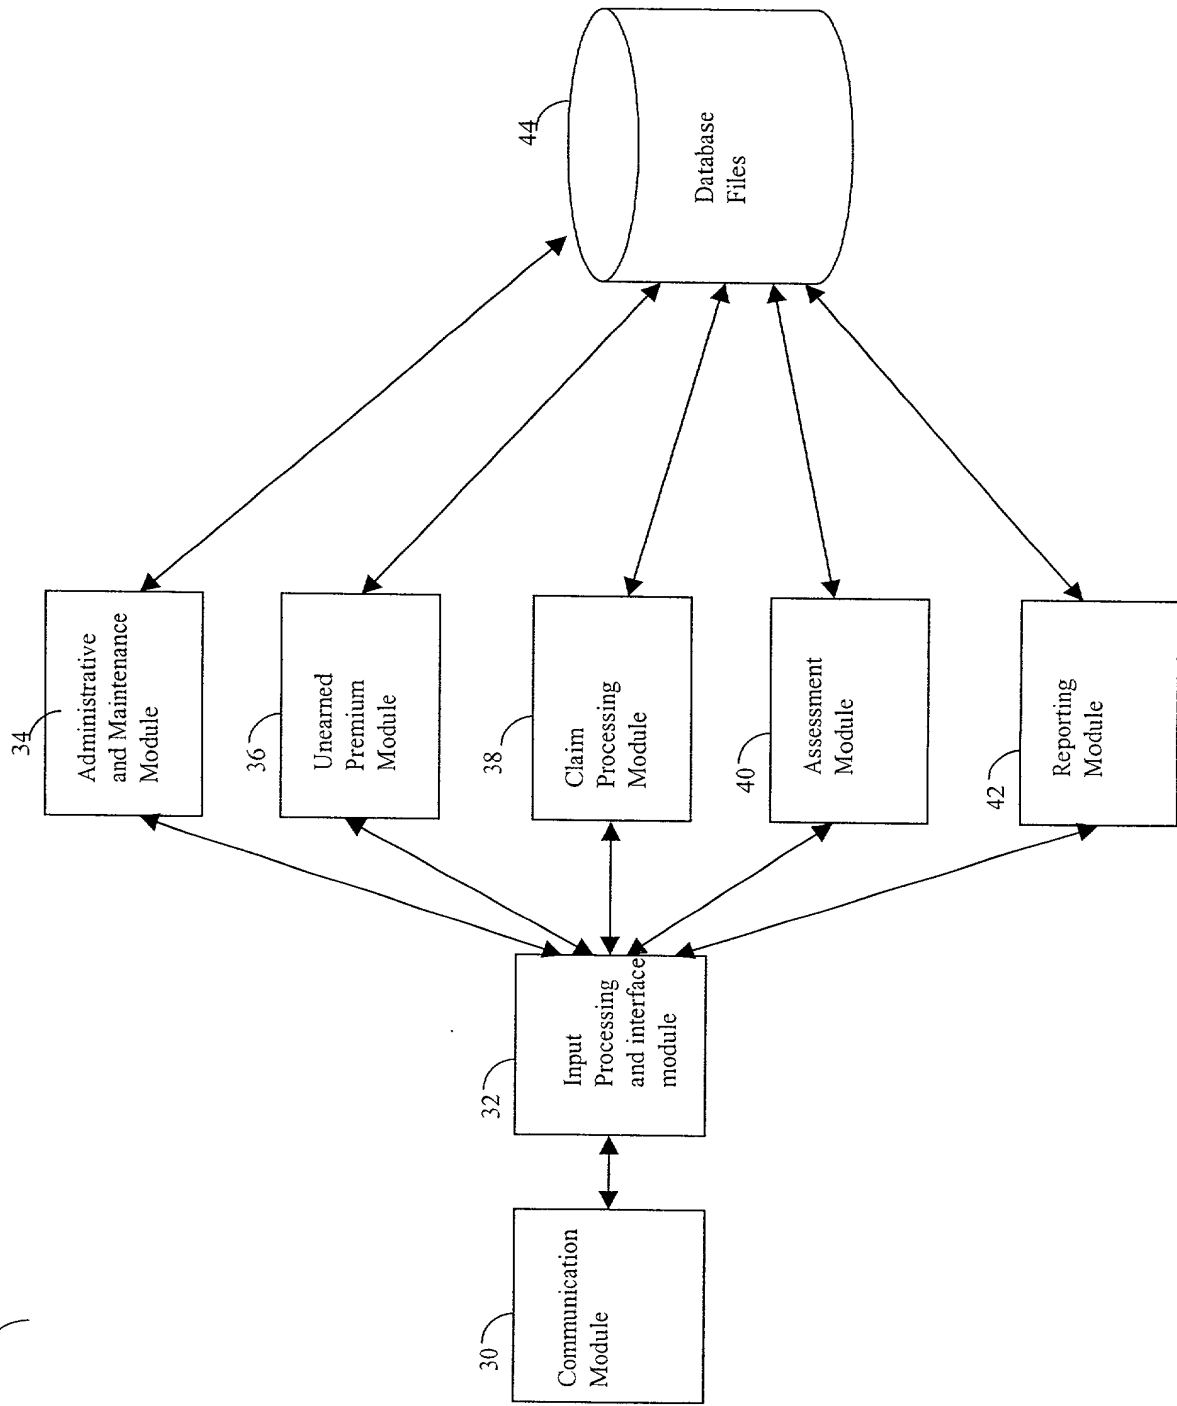 34
Administrative
and Maintenance
Module
36
Unearned
Premium
Module
38
Claim
Processing
Module
40
Assessment
Module
42
Reporting
Module
44
Database
Files
32
Input
Processing
and interface
module
30
Communication
Module